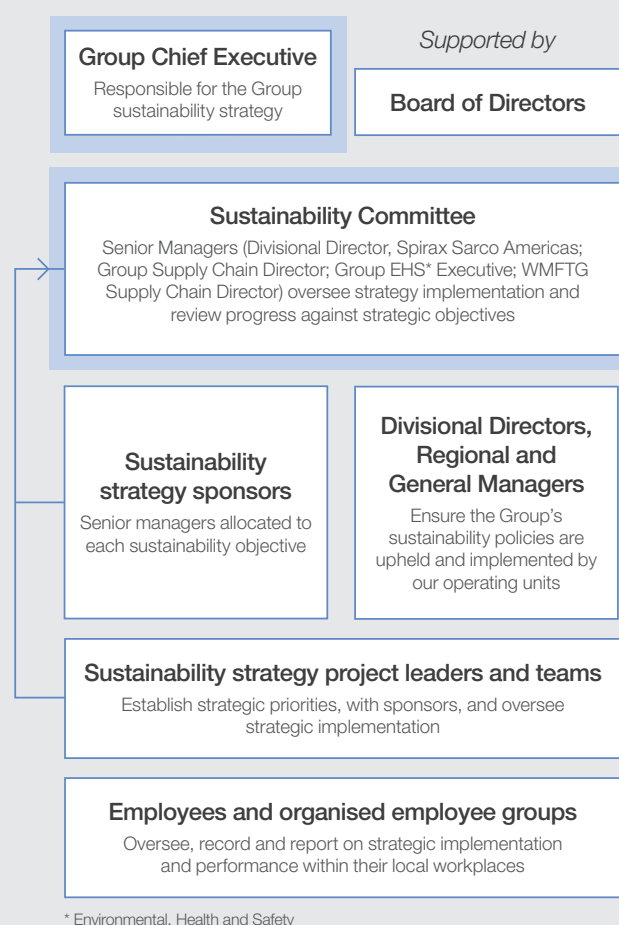 Group Chief Executive
Responsible for the Group
sustainability strategy
Supported by
Board of Directors
Sustainability Committee
Senior Managers (Divisional Director, Spirax Sarco Americas;
Group Supply Chain Director; Group EHS* Executive; WMFTG
Supply Chain Director) oversee strategy implementation and
review progress against strategic objectives
Sustainability
strategy sponsors
Senior managers allocated to
each sustainability objective
Divisional Directors,
Regional and
General Managers
Ensure the Group’s
sustainability policies are
upheld and implemented by
our operating units
Sustainability strategy project leaders and teams
Establish strategic priorities, with sponsors, and oversee
strategic implementation
Employees and organised employee groups
Oversee, record and report on strategic implementation
and performance within their local workplaces
* Environmental, Health and Safety